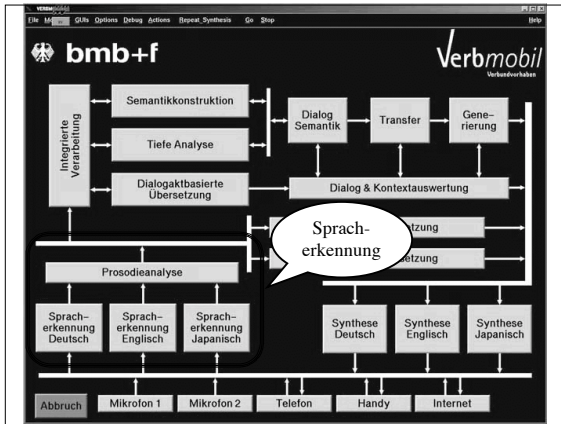 File
GUIs Options Debug Actions Repeat_Synthesis Go Stop
Help
bmb+f
Verbmobil
Verbundvorhaben
Integrierte
Verarbeitung
Semantikkonstruktion
Tiefe Analyse
Dialogaktbasierte
Übersetzung
Dialog
Semantik
Transfer
Gene–
rierung
Dialog & Kontextauswertung
Sprach-
erkennung
etzung
setzung
Prosodieanalyse
Sprach–
erkennung
Deutsch
Sprach–
erkennung
Englisch
Sprach–
erkennung
Japanisch
Synthese
Deutsch
Synthese
Englisch
Synthese
Japanisch
Abbruch
Mikrofon 1
Mikrofon 2
Telefon
Handy
Internet